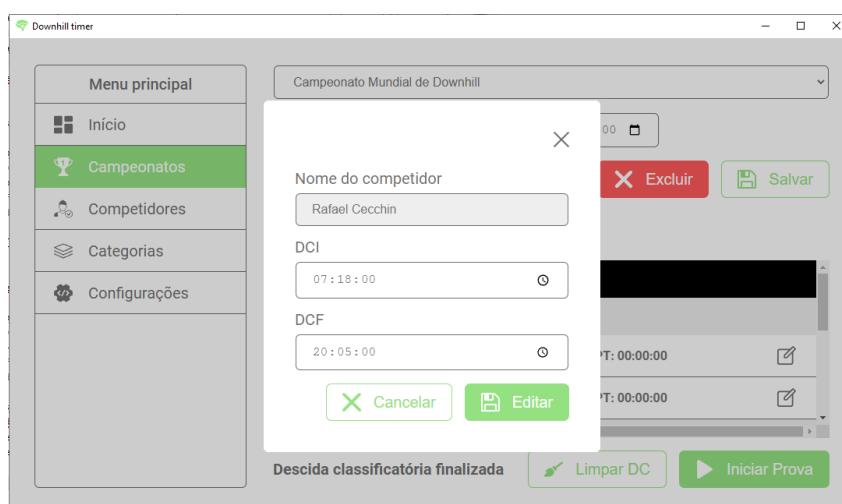 Downhill timer
Menu principal
Início
Campeonatos
Competidores
Categorias
Configurações
Campeonato Mundial de Downhill
00
Excluir
Salvar
Nome do competidor
Rafael Cecchin
DCI
07:18:00
DCF
20:05:00
Cancelar
Editar
PT: 00:00:00
PT: 00:00:00
Descida classificatória finalizada
Limpar DC
Iniciar Prova